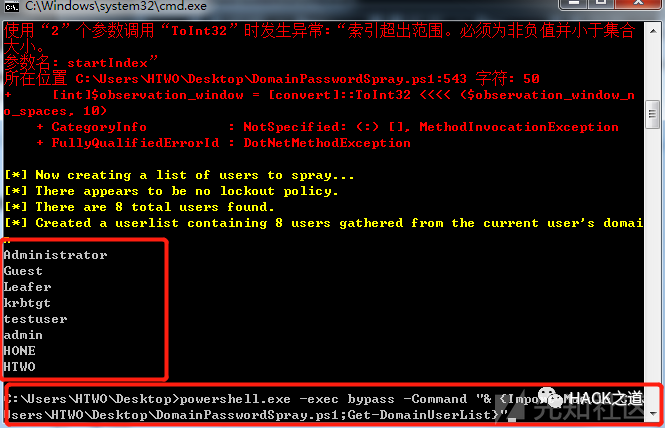 C:\Windows\system32\cmd.exe
使用“2”个参数调用“ToInt32”时发生异常:“索引超出范围。必须为非负值并小于集合
大小。
参数名: startIndex”
所在位置 C:\Users\HTWO\Desktop\DomainPasswordSpray.ps1:543 字符: 50
+ [int]$observation_window = [convert]::ToInt32 <<<< ($observation_window_n
o_spaces, 10)
+ CategoryInfo : NotSpecified: (:) [], MethodInvocationException
+ FullyQualifiedErrorId : DotNetMethodException
[*] Now creating a list of users to spray...
[*] There appears to be no lockout policy.
[*] There are 8 total users found.
[*] Created a userlist containing 8 users gathered from the current user's domai
n
Administrator
Guest
Leafer
krbtgt
testuser
admin
HONE
HTWO
C:\Users\HTWO\Desktop>powershell.exe -exec bypass -Command "& {Import
Users\HTWO\Desktop\DomainPasswordSpray.ps1;Get-DomainUserList}"
HACK之道
先知社区